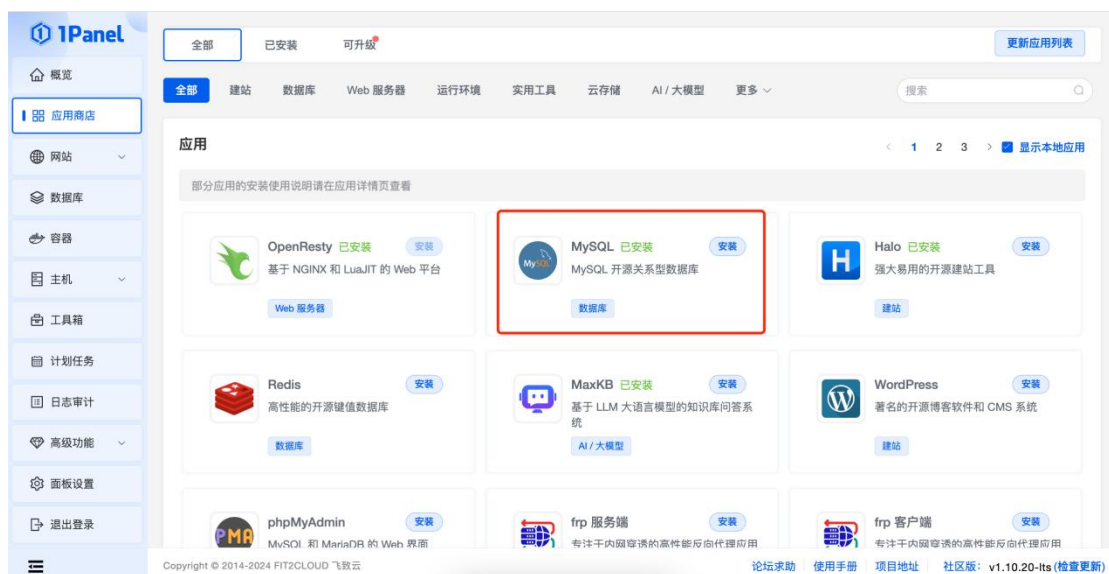 1Panel
概览
应用商店
网站
数据库
容器
主机
工具箱
计划任务
日志审计
高级功能
面板设置
退出登录
全部 已安装 可升级 更新应用列表
全部 建站 数据库 Web 服务器 运行环境 实用工具 云存储 AI / 大模型 更多 搜索
应用 1 2 3 显示本地应用
部分应用的安装使用说明请在应用详情页查看
OpenResty 已安装 安装
基于 NGINX 和 LuaJIT 的 Web 平台
Web 服务器
MySQL
MySQL 已安装 安装
MySQL 开源关系型数据库
数据库
H
Halo 已安装 安装
强大易用的开源建站工具
建站
Redis 安装
高性能的开源键值数据库
数据库
MaxKB 已安装 安装
基于 LLM 大语言模型的知识库问答系
统
AI / 大模型
WordPress 安装
著名的开源博客软件和 CMS 系统
建站
PMA
phpMyAdmin 安装
MySQL 和 MariaDB 的 Web 界面
frp 服务端 安装
专注于内网穿透的高性能反向代理应用
frp 客户端 安装
专注于内网穿透的高性能反向代理应用
Copyright © 2014-2024 FIT2CLOUD 飞致云 论坛求助 使用手册 项目地址 社区版: v1.10.20-lts (检查更新)